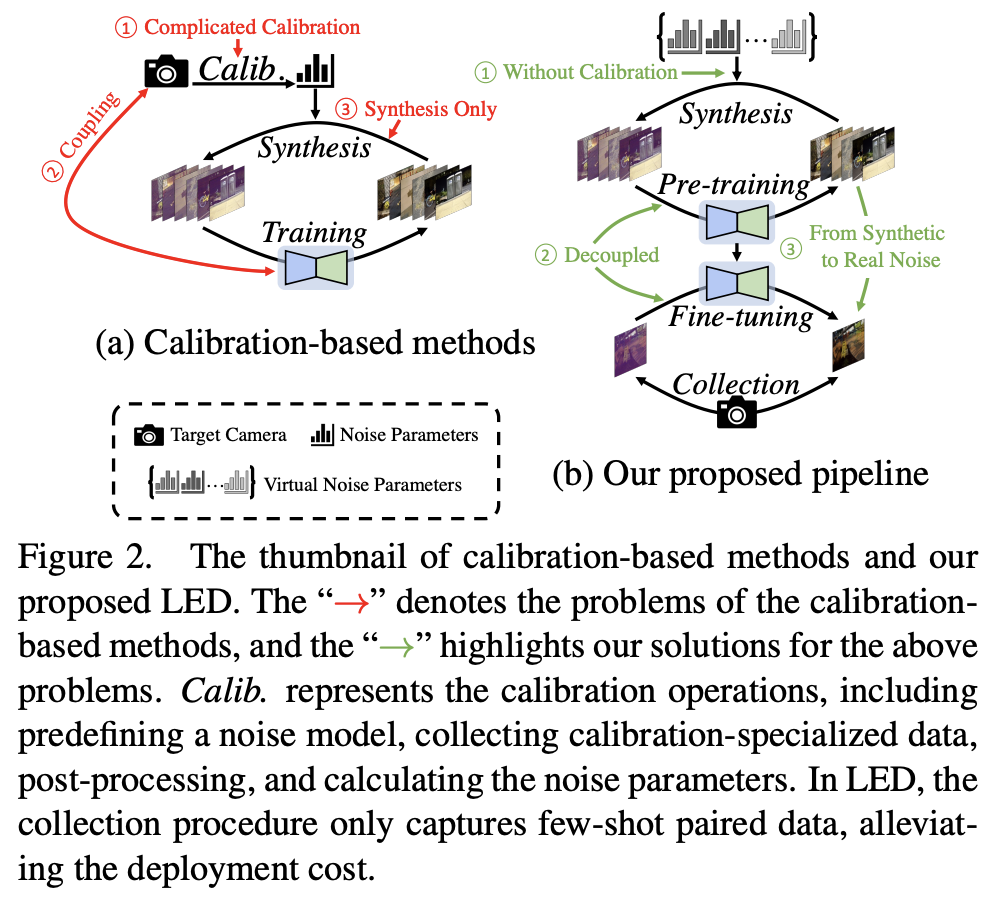 ① Complicated Calibration
Calib.
③ Synthesis Only
② Coupling
Synthesis
Training
(a) Calibration-based methods
{ ... }
① Without Calibration
Synthesis
Pre-training
② Decoupled
③ From Synthetic
to Real Noise
Fine-tuning
Collection
(b) Our proposed pipeline
Target Camera
Noise Parameters
{ ... } Virtual Noise Parameters
Figure 2. The thumbnail of calibration-based methods and our
proposed LED. The “→” denotes the problems of the calibration-
based methods, and the “→” highlights our solutions for the above
problems. Calib. represents the calibration operations, including
predefining a noise model, collecting calibration-specialized data,
post-processing, and calculating the noise parameters. In LED, the
collection procedure only captures few-shot paired data, alleviat-
ing the deployment cost.